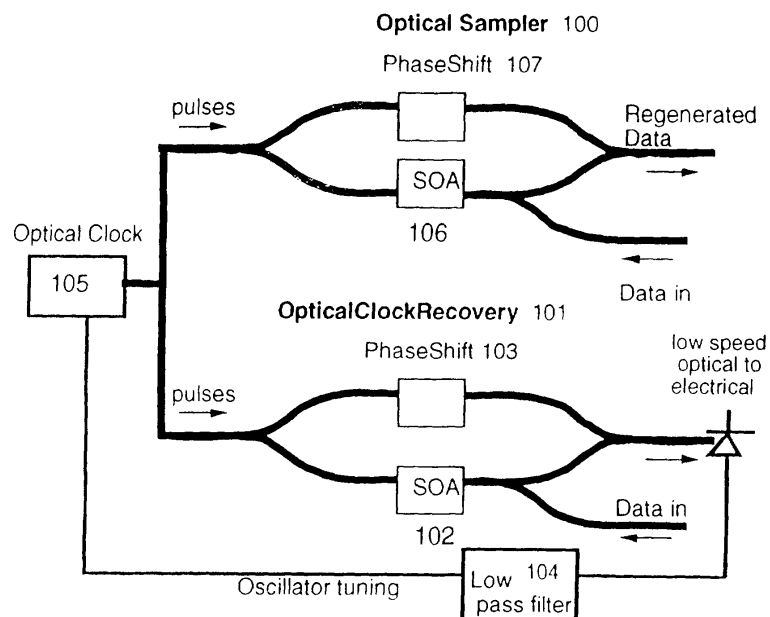 Optical Sampler 100
PhaseShift 107
pulses
Regenerated
Data
SOA
106
Optical Clock
105
Data in
OpticalClockRecovery 101
PhaseShift 103
low speed
optical to
electrical
pulses
SOA
102
Data in
Oscillator tuning
Low 104
pass filter